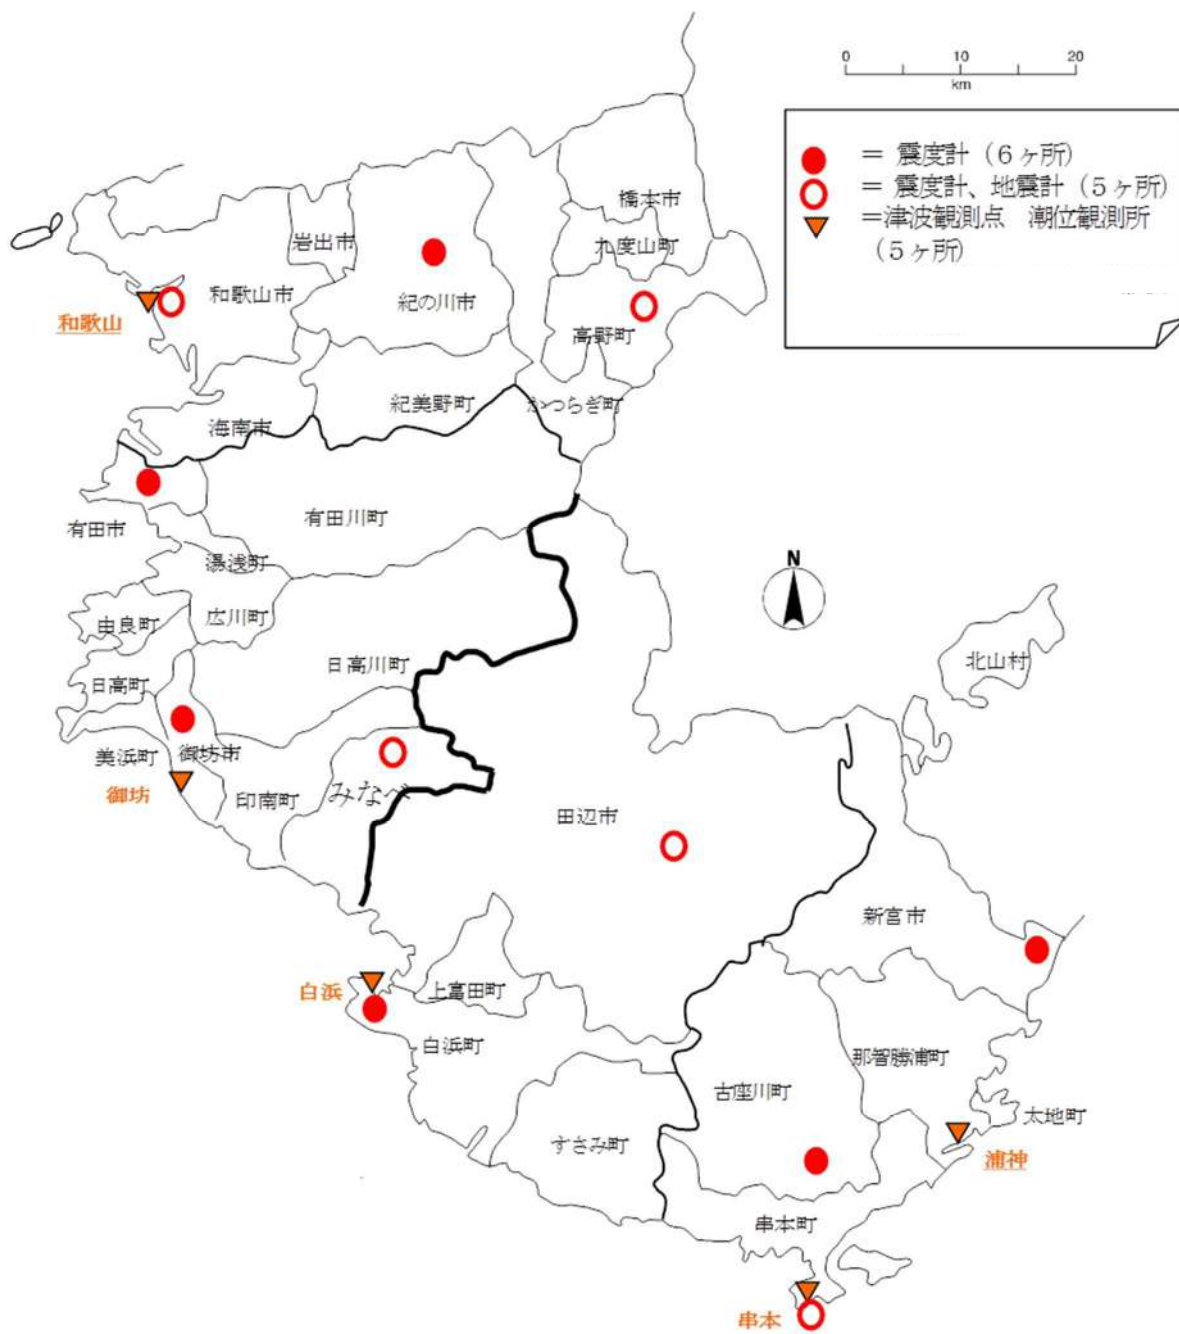 0 10 20
km
= 震度計（６ヶ所）
= 震度計、地震計（５ヶ所）
=津波観測点　潮位観測所
（５ヶ所）
橋本市
岩出市
九度山町
和歌山市
紀の川市
和歌山
高野町
紀美野町
かつらぎ町
海南市
有田川町
有田市
湯浅町
N
広川町
由良町
日高川町
北山村
日高町
美浜町
御坊市
御坊
印南町
みなべ
田辺市
新宮市
白浜
上富田町
白浜町
那智勝浦町
古座川町
太地町
すさみ町
浦神
串本町
串本